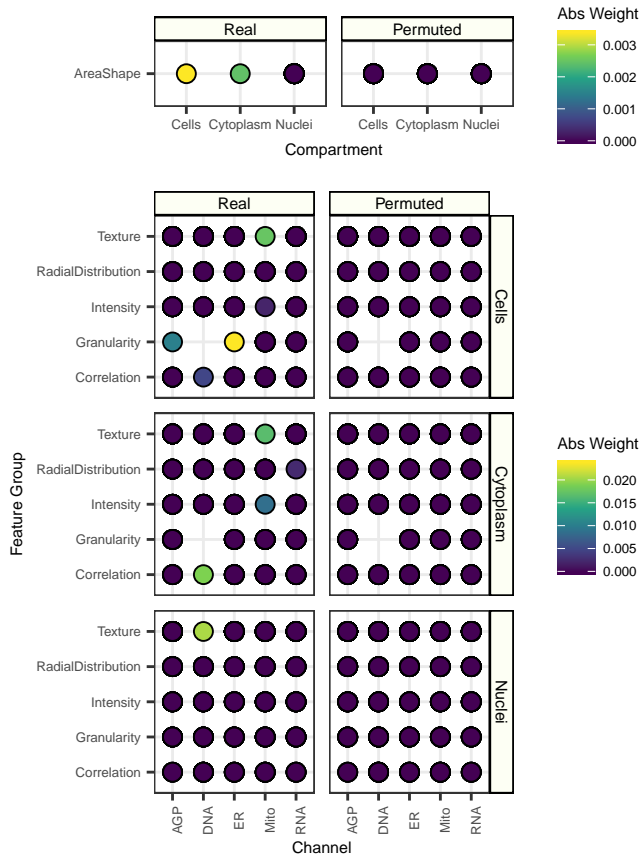 Real
Permuted
AreaShape
Cells Cytoplasm Nuclei
Cells Cytoplasm Nuclei
Compartment
Abs Weight
0.003
0.002
0.001
0.000
Real
Permuted
Feature Group
Texture
RadialDistribution
Intensity
Granularity
Correlation
Cells
Texture
RadialDistribution
Intensity
Granularity
Correlation
Cytoplasm
Texture
RadialDistribution
Intensity
Granularity
Correlation
Nuclei
AGP DNA ER Mito RNA
AGP DNA ER Mito RNA
Channel
Abs Weight
0.020
0.015
0.010
0.005
0.000